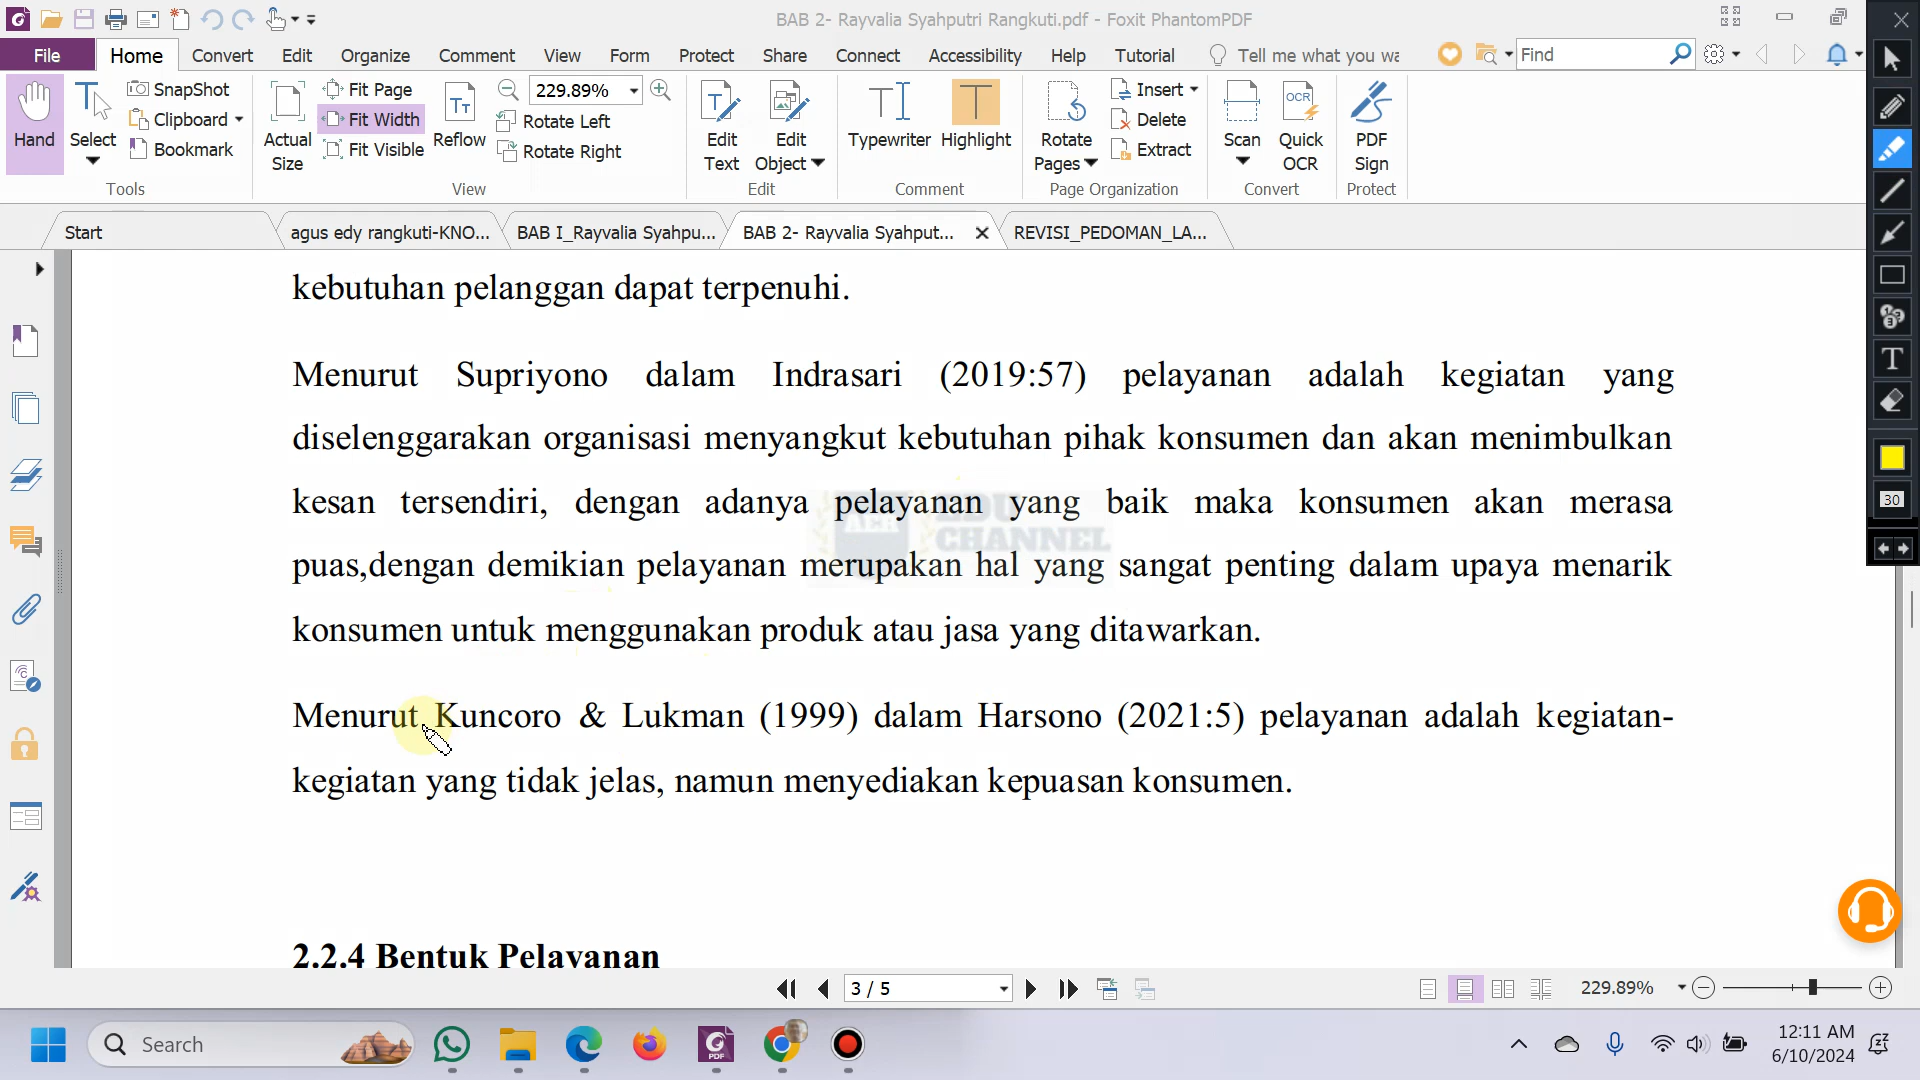 BAB 2- Rayvalia Syahputri Rangkuti.pdf - Foxit PhantomPDF
File Home Convert Edit Organize Comment View Form Protect Share Connect Accessibility Help Tutorial Tell me what you wa Find
Hand
Select
SnapShot
Clipboard
Bookmark
Tools
Actual Size
Fit Page
Fit Width
Fit Visible
Reflow
229.89%
Rotate Left
Rotate Right
View
Edit Text
Edit Object
Edit
Typewriter
Highlight
Comment
Rotate Pages
Insert
Delete
Extract
Page Organization
Scan
Quick OCR
Convert
PDF Sign
Protect
Start
agus edy rangkuti-KNO...
BAB I_Rayvalia Syahpu...
BAB 2- Rayvalia Syahput...
REVISI_PEDOMAN_LA...
30
kebutuhan pelanggan dapat terpenuhi.
Menurut Supriyono dalam Indrasari (2019:57) pelayanan adalah kegiatan yang
diselenggarakan organisasi menyangkut kebutuhan pihak konsumen dan akan menimbulkan
kesan tersendiri, dengan adanya pelayanan yang baik maka konsumen akan merasa
puas,dengan demikian pelayanan merupakan hal yang sangat penting dalam upaya menarik
konsumen untuk menggunakan produk atau jasa yang ditawarkan.
EDU
CHANNEL
Menurut Kuncoro & Lukman (1999) dalam Harsono (2021:5) pelayanan adalah kegiatan-
kegiatan yang tidak jelas, namun menyediakan kepuasan konsumen.
2.2.4 Bentuk Pelayanan
3 / 5
229.89%
Search
12:11 AM
6/10/2024